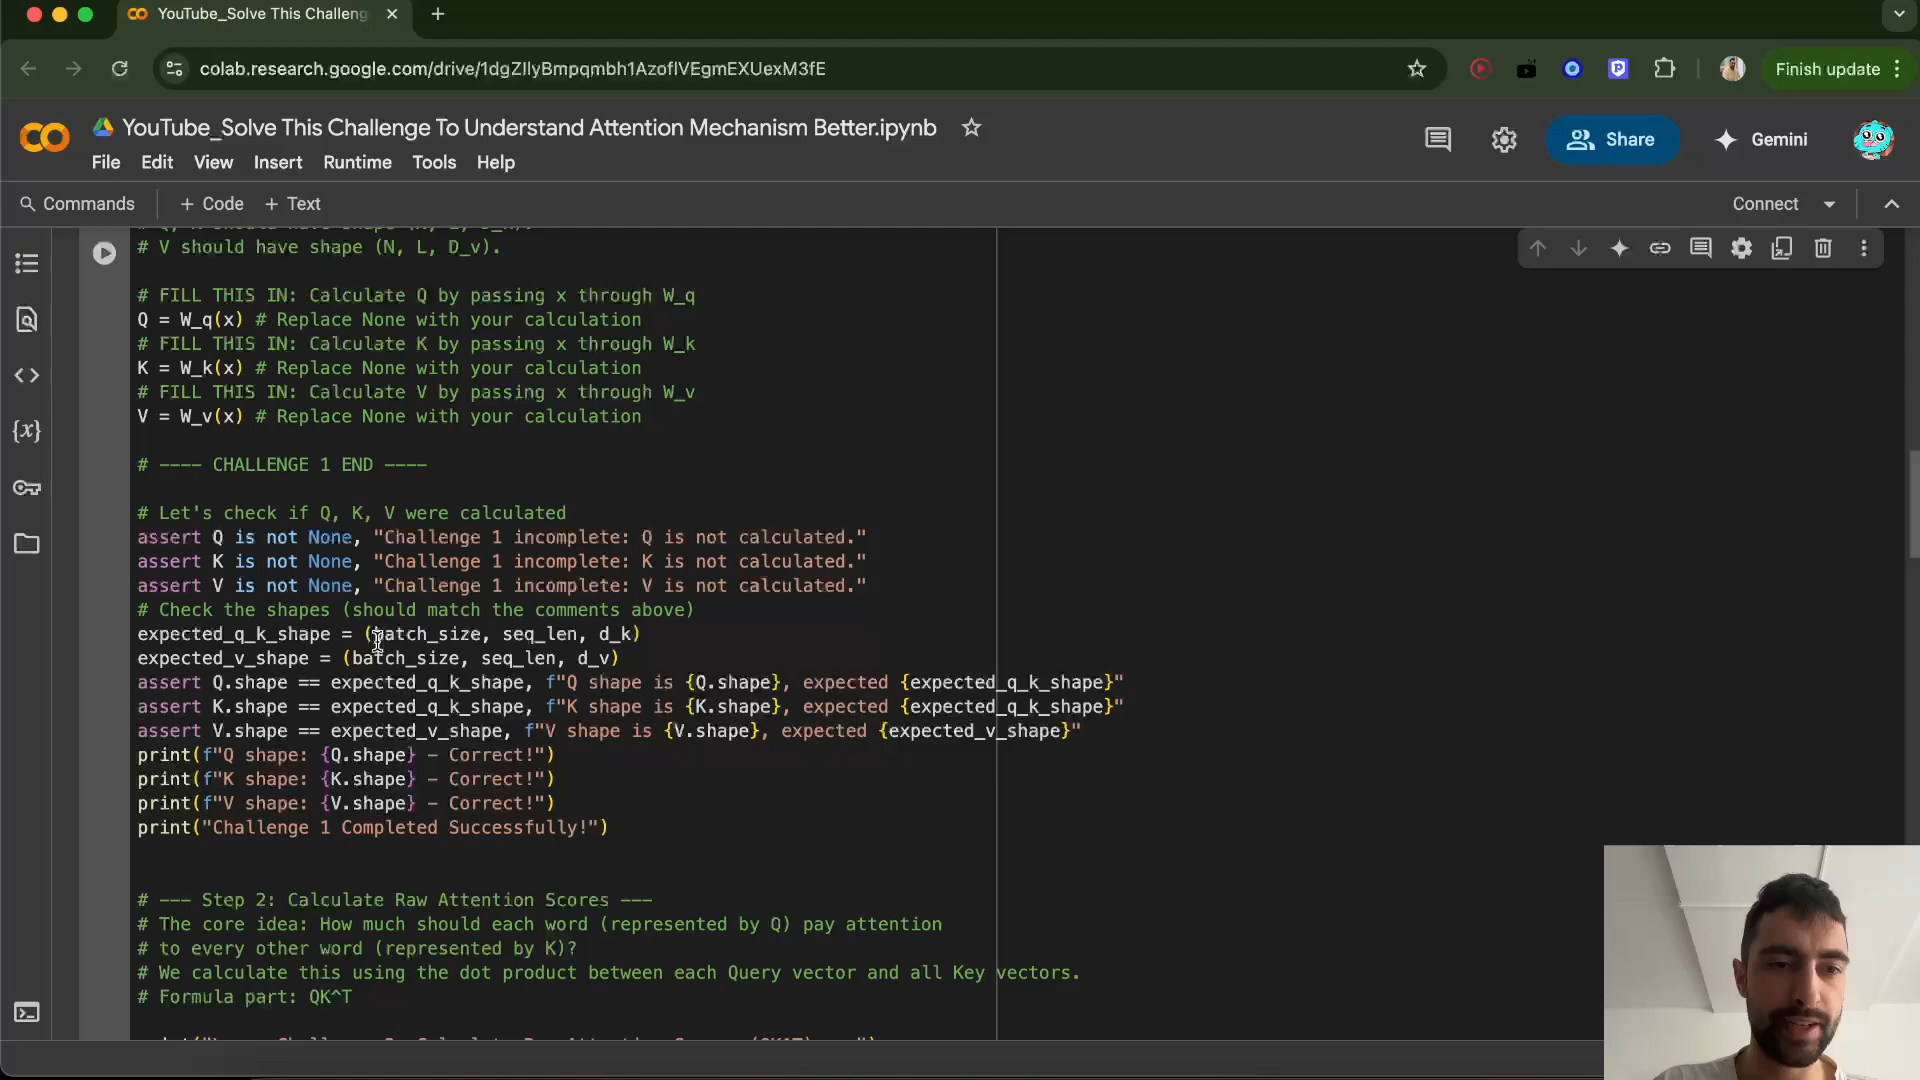 YouTube_Solve This Challeng
colab.research.google.com/drive/1dgZIlyBmpqmbh1AzoflVEgmEXUexM3fE
Finish update
YouTube_Solve This Challenge To Understand Attention Mechanism Better.ipynb
File Edit View Insert Runtime Tools Help
Share
Gemini
Commands + Code + Text
Connect
# V should have shape (N, L, D_v).
# FILL THIS IN: Calculate Q by passing x through W_q
Q = W_q(x) # Replace None with your calculation
# FILL THIS IN: Calculate K by passing x through W_k
K = W_k(x) # Replace None with your calculation
# FILL THIS IN: Calculate V by passing x through W_v
V = W_v(x) # Replace None with your calculation
# ---- CHALLENGE 1 END ----
# Let's check if Q, K, V were calculated
assert Q is not None, "Challenge 1 incomplete: Q is not calculated."
assert K is not None, "Challenge 1 incomplete: K is not calculated."
assert V is not None, "Challenge 1 incomplete: V is not calculated."
# Check the shapes (should match the comments above)
expected_q_k_shape = (batch_size, seq_len, d_k)
expected_v_shape = (batch_size, seq_len, d_v)
assert Q.shape == expected_q_k_shape, f"Q shape is {Q.shape}, expected {expected_q_k_shape}"
assert K.shape == expected_q_k_shape, f"K shape is {K.shape}, expected {expected_q_k_shape}"
assert V.shape == expected_v_shape, f"V shape is {V.shape}, expected {expected_v_shape}"
print(f"Q shape: {Q.shape} - Correct!")
print(f"K shape: {K.shape} - Correct!")
print(f"V shape: {V.shape} - Correct!")
print("Challenge 1 Completed Successfully!")
# --- Step 2: Calculate Raw Attention Scores ---
# The core idea: How much should each word (represented by Q) pay attention
# to every other word (represented by K)?
# We calculate this using the dot product between each Query vector and all Key vectors.
# Formula part: QK^T